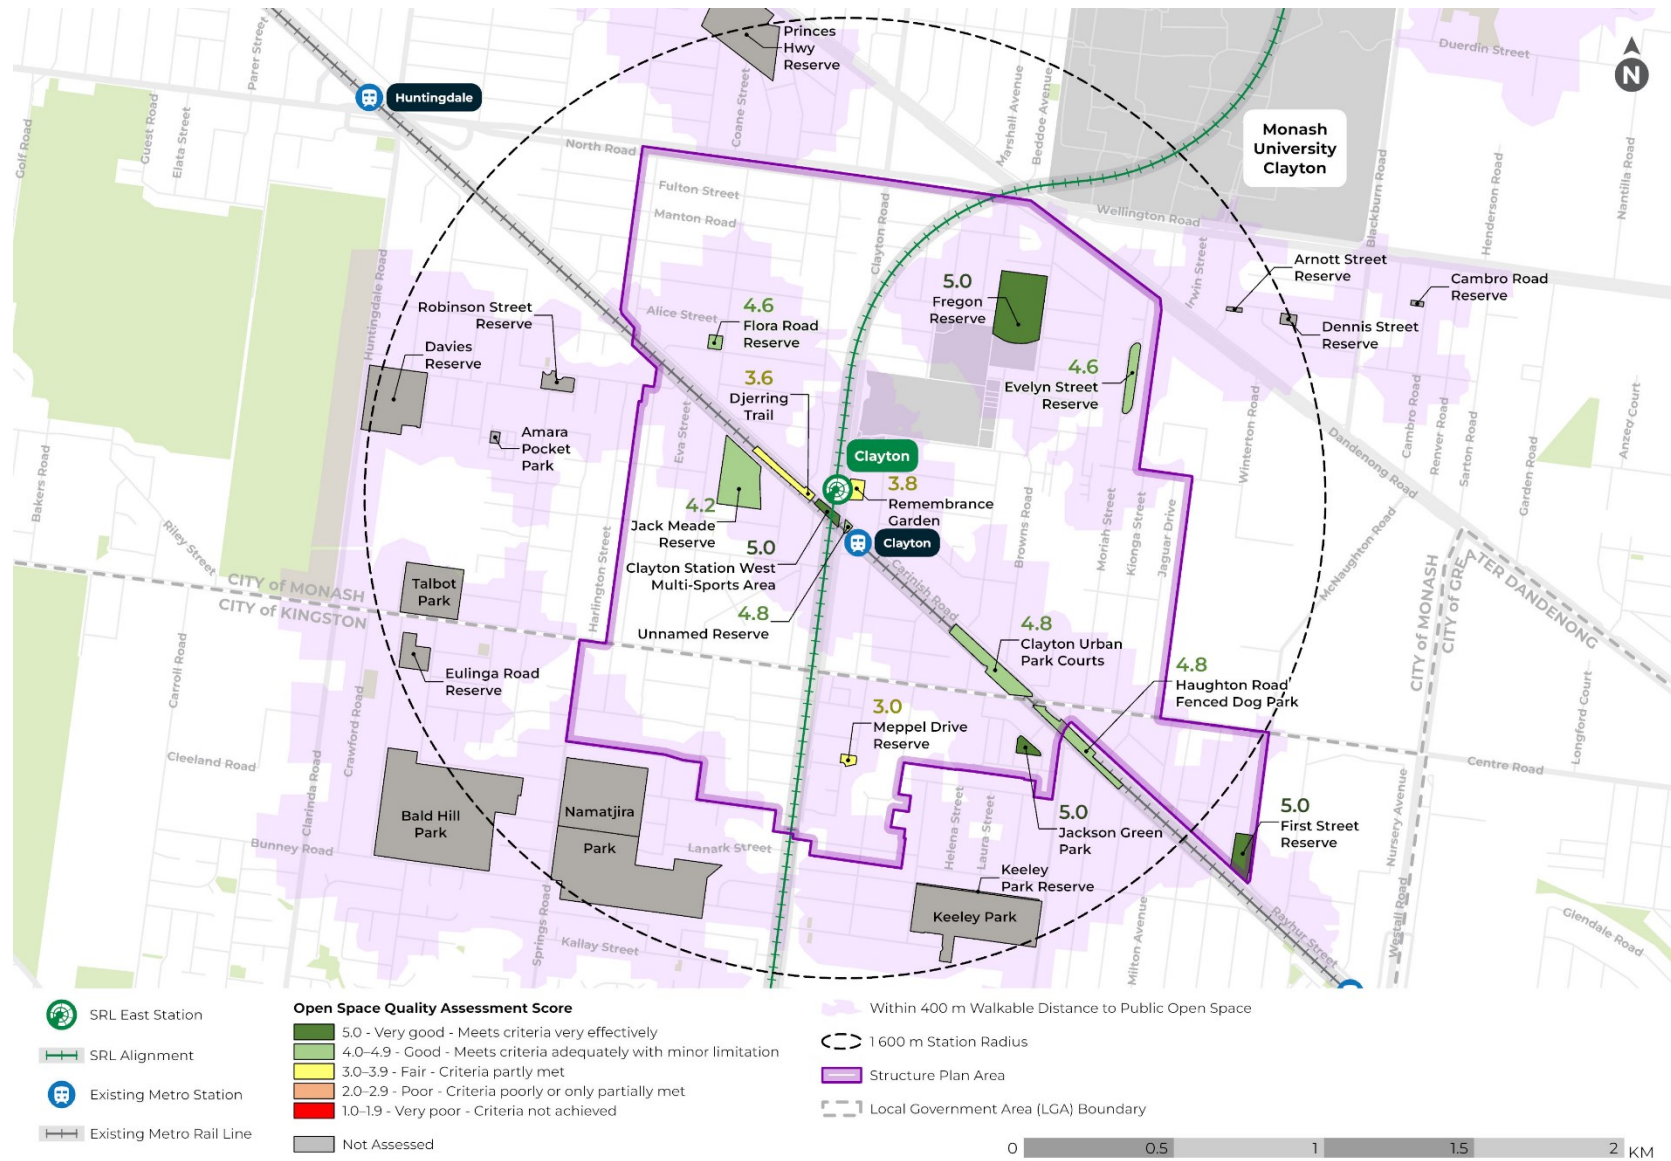 Princes
Hwy
Reserve
Duerdin Street
N
Parer Street
Huntingdale
Golf Road
Guest Road
Elata Street
Coane Street
Marshall Avenue
Beddoe Avenue
Monash
University
Clayton
North Road
Fulton Street
Manton Road
Clayton Road
Wellington Road
Blackburn Road
Henderson Road
Nantilla Road
Huntingdale Road
Irwin Street
Arnott Street
Reserve
Cambro Road
Reserve
Dennis Street
Reserve
Robinson Street
Reserve
Alice Street
4.6
Flora Road
Reserve
5.0
Fregon
Reserve
Davies
Reserve
3.6
Djerring
Trail
4.6
Evelyn Street
Reserve
Eva Street
Amara
Pocket
Park
Winterton Road
Cambro Road
Renver Road
Sarton Road
Garden Road
Anzed Court
Dandenong Road
Bakers Road
Clayton
3.8
Remembrance
Garden
4.2
Jack Meade
Reserve
Clayton
Browns Road
Moriah Street
Kionga Street
Jaguar Drive
McNaughton Road
Riley Street
5.0
Clayton Station West
Multi-Sports Area
Carinish Road
Harlington Street
CITY of MONASH
CITY of KINGSTON
Talbot
Park
4.8
Unnamed Reserve
CITY of MONASH
CITY of GREATER DANDENONG
4.8
Clayton Urban
Park Courts
4.8
Haughton Road
Fenced Dog Park
Carroll Road
Eulinga Road
Reserve
Crawford Road
3.0
Meppel Drive
Reserve
Longford Court
Cleeland Road
Clarinda Road
Centre Road
Bald Hill
Park
Namatjira
Park
Helena Street
Laura Street
5.0
Jackson Green
Park
5.0
First Street
Reserve
Nursery Avenue
Bunney Road
Lanark Street
Keeley
Park Reserve
Keeley Park
Springs Road
Kallay Street
Milton Avenue
Rayhur Street
Westall Road
Glendale Road
SRL East Station
SRL Alignment
Existing Metro Station
Existing Metro Rail Line
Open Space Quality Assessment Score
5.0 - Very good - Meets criteria very effectively
4.0–4.9 - Good - Meets criteria adequately with minor limitation
3.0–3.9 - Fair - Criteria partly met
2.0–2.9 - Poor - Criteria poorly or only partially met
1.0–1.9 - Very poor - Criteria not achieved
Not Assessed
Within 400 m Walkable Distance to Public Open Space
1 600 m Station Radius
Structure Plan Area
Local Government Area (LGA) Boundary
0 0.5 1 1.5 2 KM